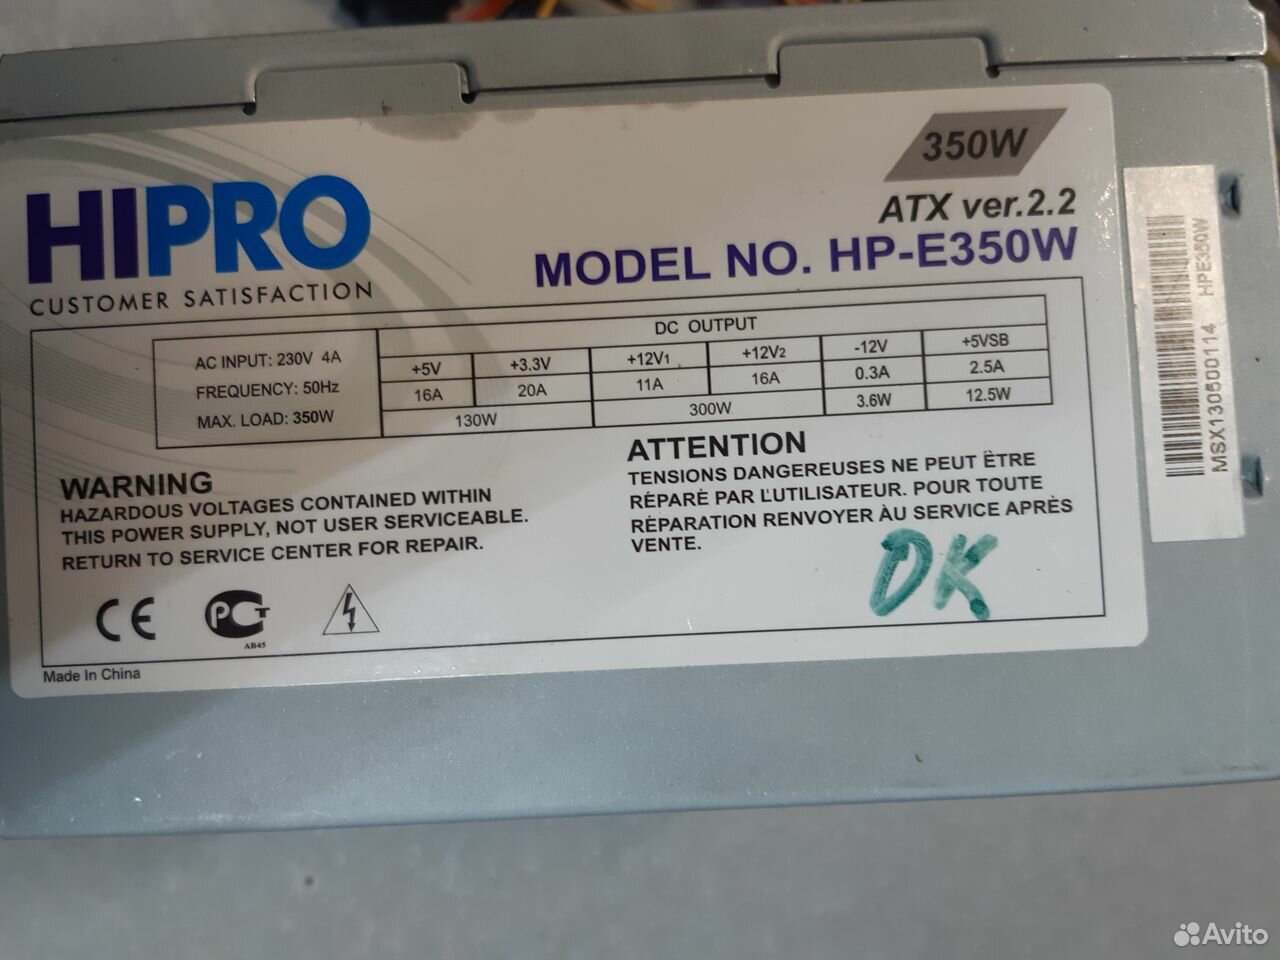 350W
ATX ver.2.2
HIPRO
CUSTOMER SATISFACTION
MODEL NO. HP-E350W
AC INPUT: 230V 4A
FREQUENCY: 50Hz
MAX. LOAD: 350W
DC OUTPUT
+5V +3.3V +12V1 +12V2 -12V +5VSB
16A 20A 11A 16A 0.3A 2.5A
130W 300W 3.6W 12.5W
WARNING
HAZARDOUS VOLTAGES CONTAINED WITHIN
THIS POWER SUPPLY, NOT USER SERVICEABLE.
RETURN TO SERVICE CENTER FOR REPAIR.
ATTENTION
TENSIONS DANGEREUSES NE PEUT ÊTRE
RÉPARÉ PAR L'UTILISATEUR. POUR TOUTE
RÉPARATION RENVOYER ÀU SERVICE APRÈS
VENTE.
OK
CE
PCT
AB45
Made In China
MSX130500114 HPE350W
Avito